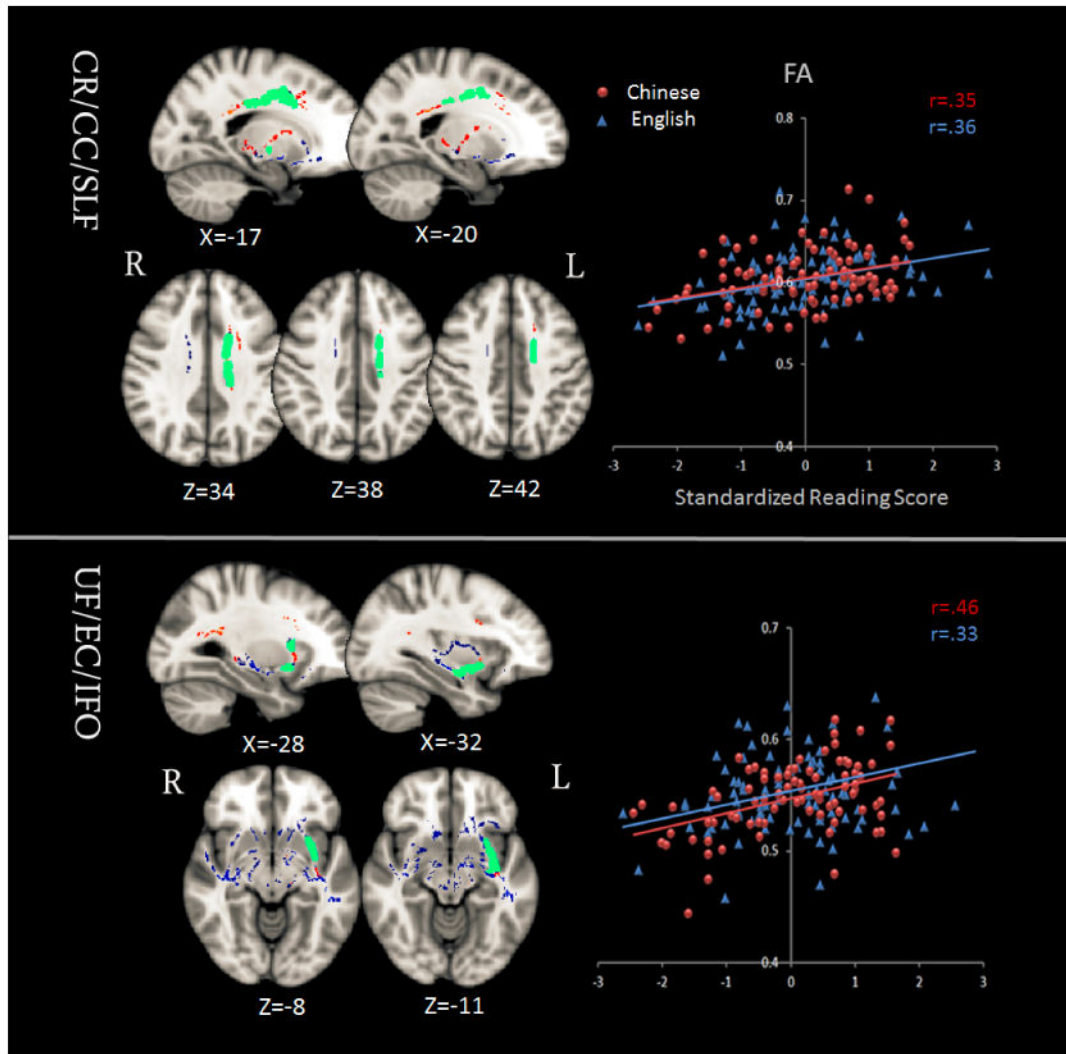 CR/CC/SLF
X=-17
X=-20
R
L
Z=34
Z=38
Z=42
FA
Chinese
English
r=.35
r=.36
0.8
0.7
0.6
0.5
0.4
-3
-2
-1
0
1
2
3
Standardized Reading Score
UF/EC/IFO
X=-28
X=-32
R
L
Z=-8
Z=-11
r=.46
r=.33
0.7
0.6
0.5
0.4
-3
-2
-1
0
1
2
3